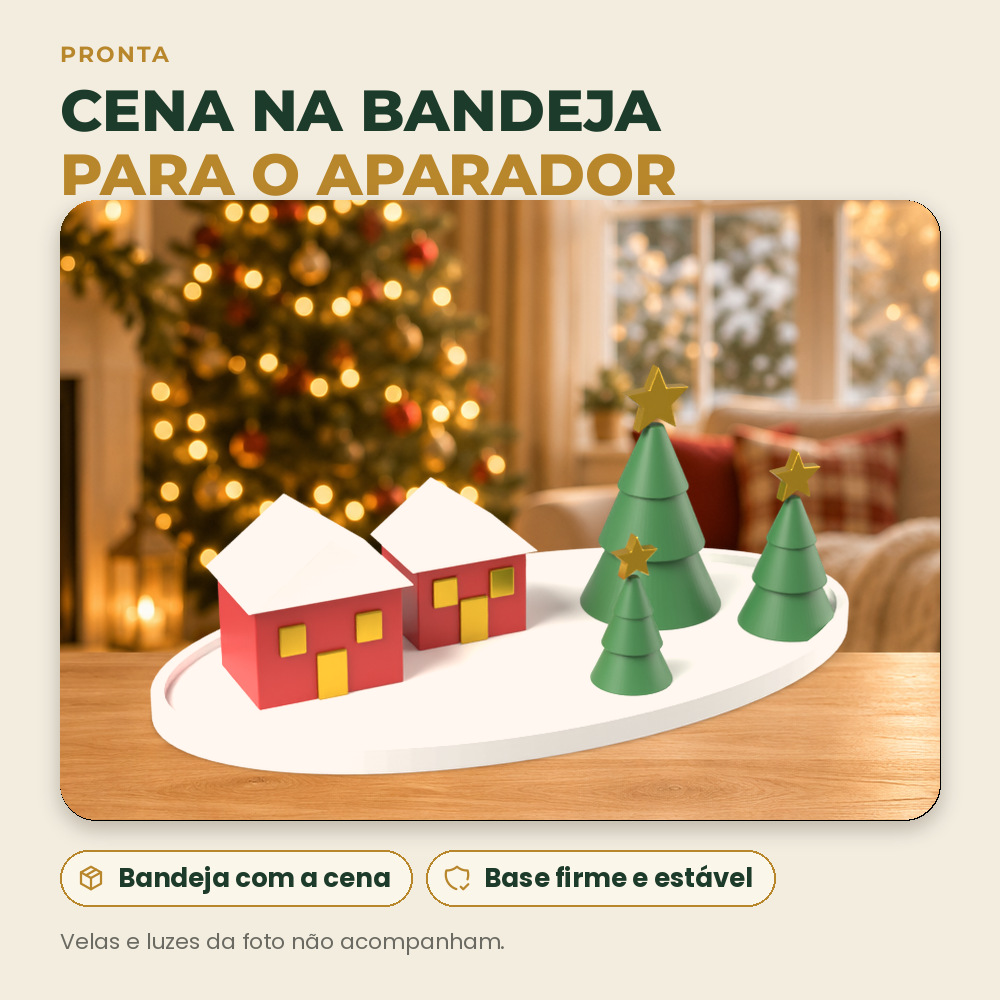 PRONTA
CENA NA BANDEJA
PARA O APARADOR
Bandeja com a cena
Base firme e estável
Velas e luzes da foto não acompanham.